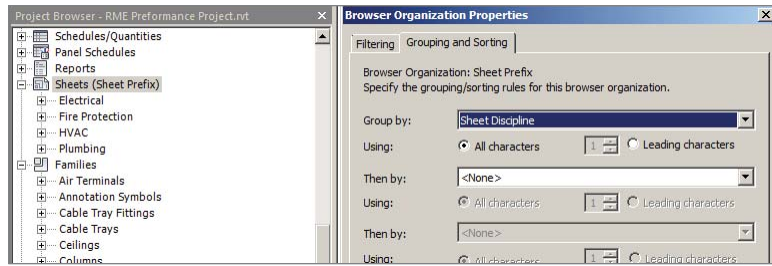 Project Browser - RME Preformance Project.rvt
Schedules/Quantities
Panel Schedules
Reports
Sheets (Sheet Prefix)
Electrical
Fire Protection
HVAC
Plumbing
Families
Air Terminals
Annotation Symbols
Cable Tray Fittings
Cable Trays
Ceilings
Columns
Browser Organization Properties
Filtering
Grouping and Sorting
Browser Organization: Sheet Prefix
Specify the grouping/sorting rules for this browser organization.
Group by: Sheet Discipline
Using: All characters 1 Leading characters
Then by: <None>
Using: All characters 1 Leading characters
Then by: <None>
Using: All characters 1 Leading characters